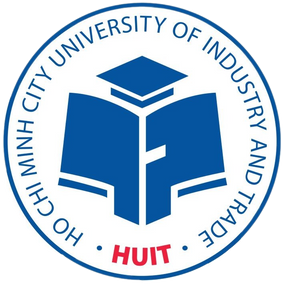 HO CHI MINH CITY UNIVERSITY OF INDUSTRY AND TRADE
• HUIT •